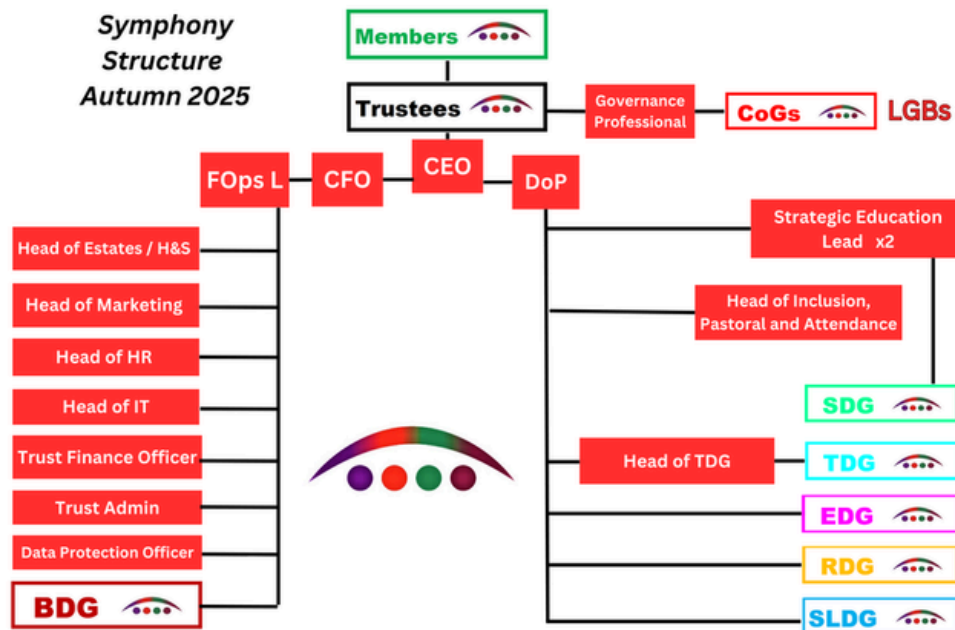 Symphony
Structure
Autumn 2025
Members
Trustees
Governance
Professional
CoGs
LGBs
FOps L
CFO
CEO
DoP
Head of Estates / H&S
Head of Marketing
Head of HR
Head of IT
Trust Finance Officer
Trust Admin
Data Protection Officer
BDG
Strategic Education
Lead x2
Head of Inclusion,
Pastoral and Attendance
SDG
Head of TDG
TDG
EDG
RDG
SLDG